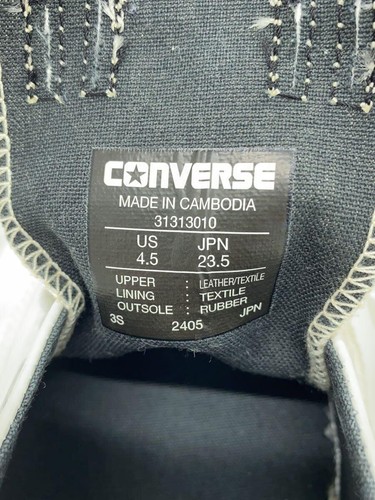 CONVERSE
MADE IN CAMBODIA
31313010
US JPN
4.5 23.5
UPPER : LEATHER/TEXTILE
LINING : TEXTILE
OUTSOLE : RUBBER
3S 2405 JPN